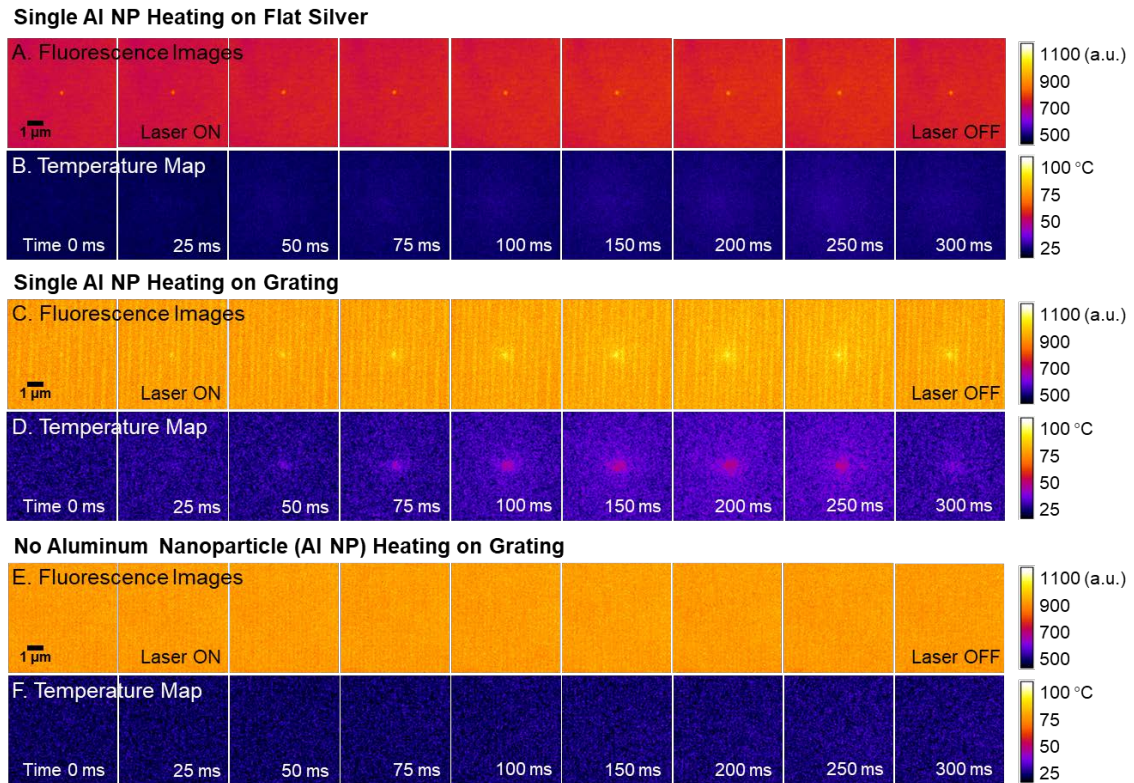 Single Al NP Heating on Flat Silver
A. Fluorescence Images
1 µm
Laser ON
Laser OFF
1100 (a.u.)
900
700
500
B. Temperature Map
Time 0 ms 25 ms 50 ms 75 ms 100 ms 150 ms 200 ms 250 ms 300 ms
100 °C
75
50
25
Single Al NP Heating on Grating
C. Fluorescence Images
1 µm
Laser ON
Laser OFF
1100 (a.u.)
900
700
500
D. Temperature Map
Time 0 ms 25 ms 50 ms 75 ms 100 ms 150 ms 200 ms 250 ms 300 ms
100 °C
75
50
25
No Aluminum Nanoparticle (Al NP) Heating on Grating
E. Fluorescence Images
1 µm
Laser ON
Laser OFF
1100 (a.u.)
900
700
500
F. Temperature Map
Time 0 ms 25 ms 50 ms 75 ms 100 ms 150 ms 200 ms 250 ms 300 ms
100 °C
75
50
25